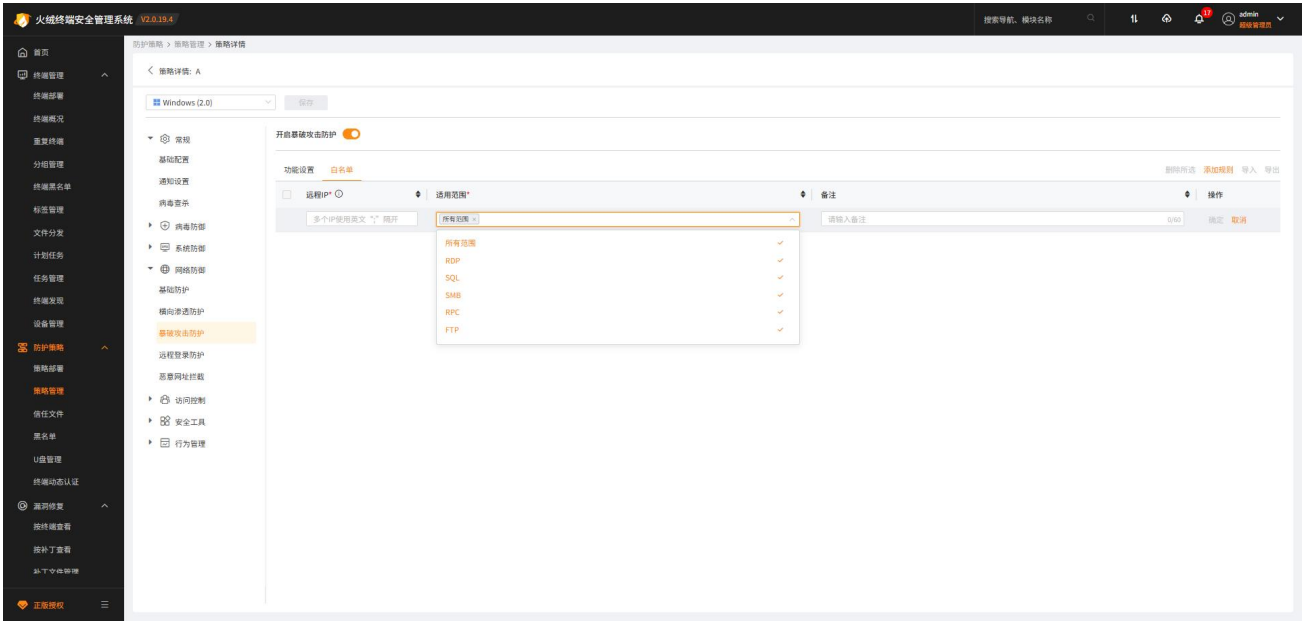 火绒终端安全管理系统 V2.0.19.4
搜索导航、模块名称
17
admin
超级管理员
首页
终端管理
终端部署
终端概况
重复终端
分组管理
终端黑名单
标签管理
文件分发
计划任务
任务管理
终端发现
设备管理
防护策略
策略部署
策略管理
信任文件
黑名单
U盘管理
终端动态认证
漏洞修复
按终端查看
按补丁查看
补丁文件管理
正版授权
防护策略 > 策略管理 > 策略详情
策略详情: A
Windows (2.0)
保存
常规
基础配置
通知设置
病毒查杀
病毒防御
系统防御
网络防御
基础防护
横向渗透防护
暴破攻击防护
远程登录防护
恶意网址拦截
访问控制
安全工具
行为管理
开启暴破攻击防护
功能设置 白名单
删除所选 添加规则 导入 导出
远程IP* 适用范围* 备注 操作
多个IP使用英文 ";" 隔开 所有范围 × 请输入备注 0/60 确定 取消
所有范围
RDP
SQL
SMB
RPC
FTP